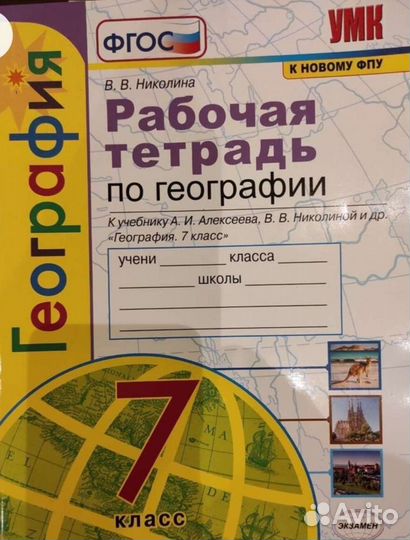 ФГОС
УМК
К НОВОМУ ФПУ
В. В. Николина
Рабочая
тетрадь
по географии
К учебнику А. И. Алексеева, В. В. Николиной и др.
«География. 7 класс»
учени класса
школы
География
7
КЛАСС
ЭКЗАМЕН
Avito